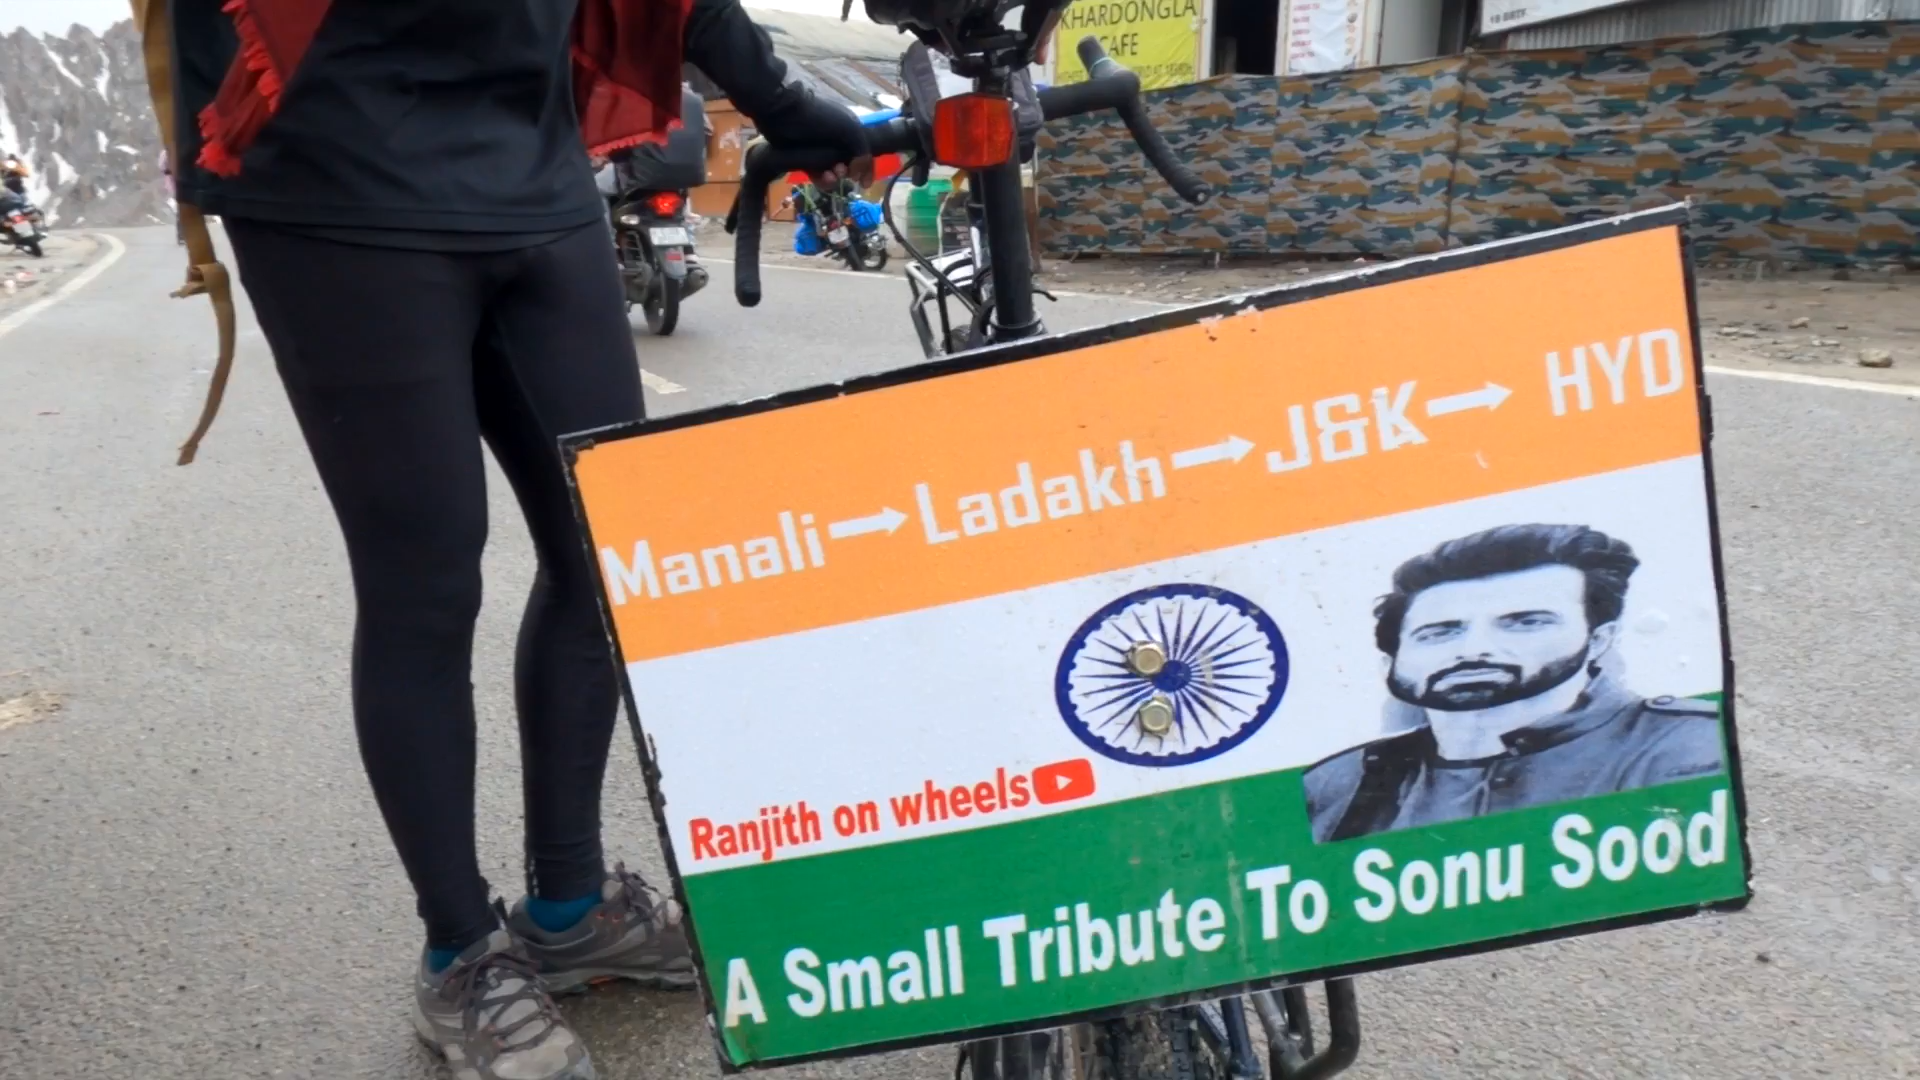 KHARDONGLA
CAFE
Manali→Ladakh→J&K→ HYD
Ranjith on wheels
A Small Tribute To Sonu Sood